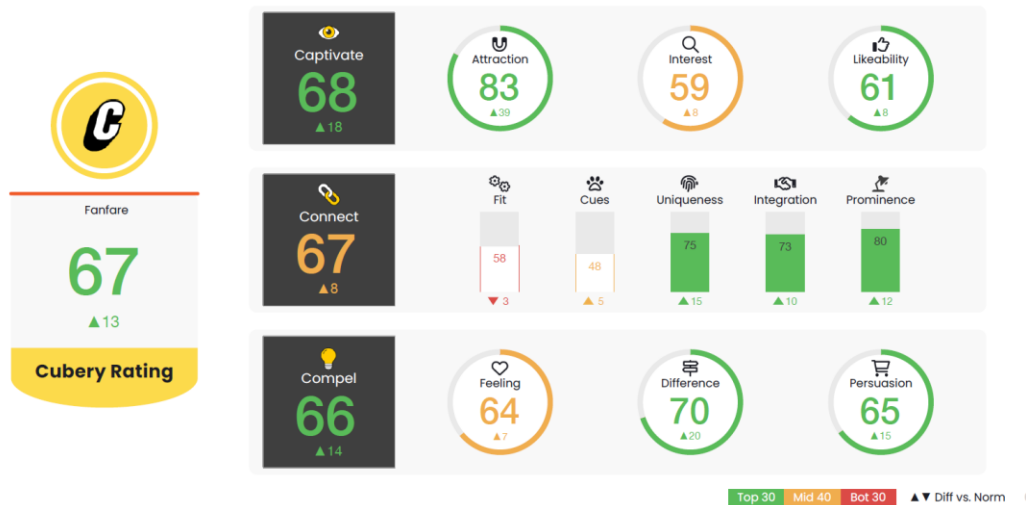 C
Fanfare
67
▲13
Cubery Rating
Captivate
68
▲18
Attraction
83
▲39
Interest
59
▲8
Likeability
61
▲8
Connect
67
▲8
Fit
58
▼ 3
Cues
48
▲ 5
Uniqueness
75
▲ 15
Integration
73
▲ 10
Prominence
80
▲ 12
Compel
66
▲14
Feeling
64
▲7
Difference
70
▲20
Persuasion
65
▲15
Top 30 Mid 40 Bot 30 ▲▼ Diff vs. Norm